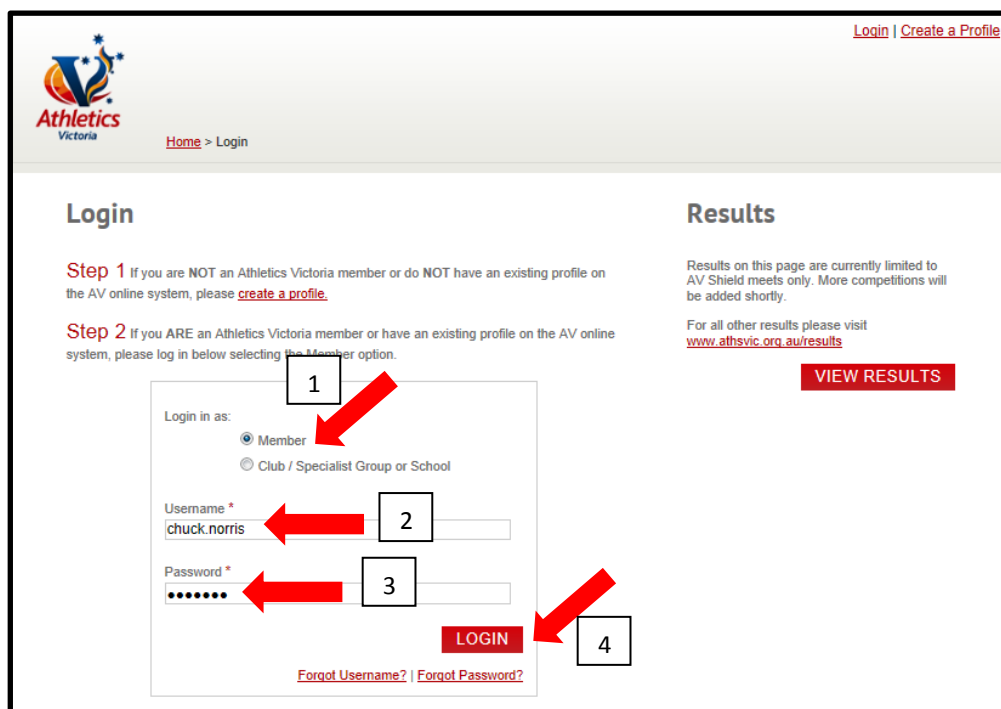 Login | Create a Profile
Athletics
Victoria
Home > Login
Login
Step 1 If you are NOT an Athletics Victoria member or do NOT have an existing profile on
the AV online system, please create a profile.
Step 2 If you ARE an Athletics Victoria member or have an existing profile on the AV online
system, please log in below selecting the Member option.
1
Login in as:
Member
Club / Specialist Group or School
Username *
chuck.norris
2
Password *
•••••••
3
LOGIN
4
Forgot Username? | Forgot Password?
Results
Results on this page are currently limited to
AV Shield meets only. More competitions will
be added shortly.
For all other results please visit
www.athsvic.org.au/results
VIEW RESULTS